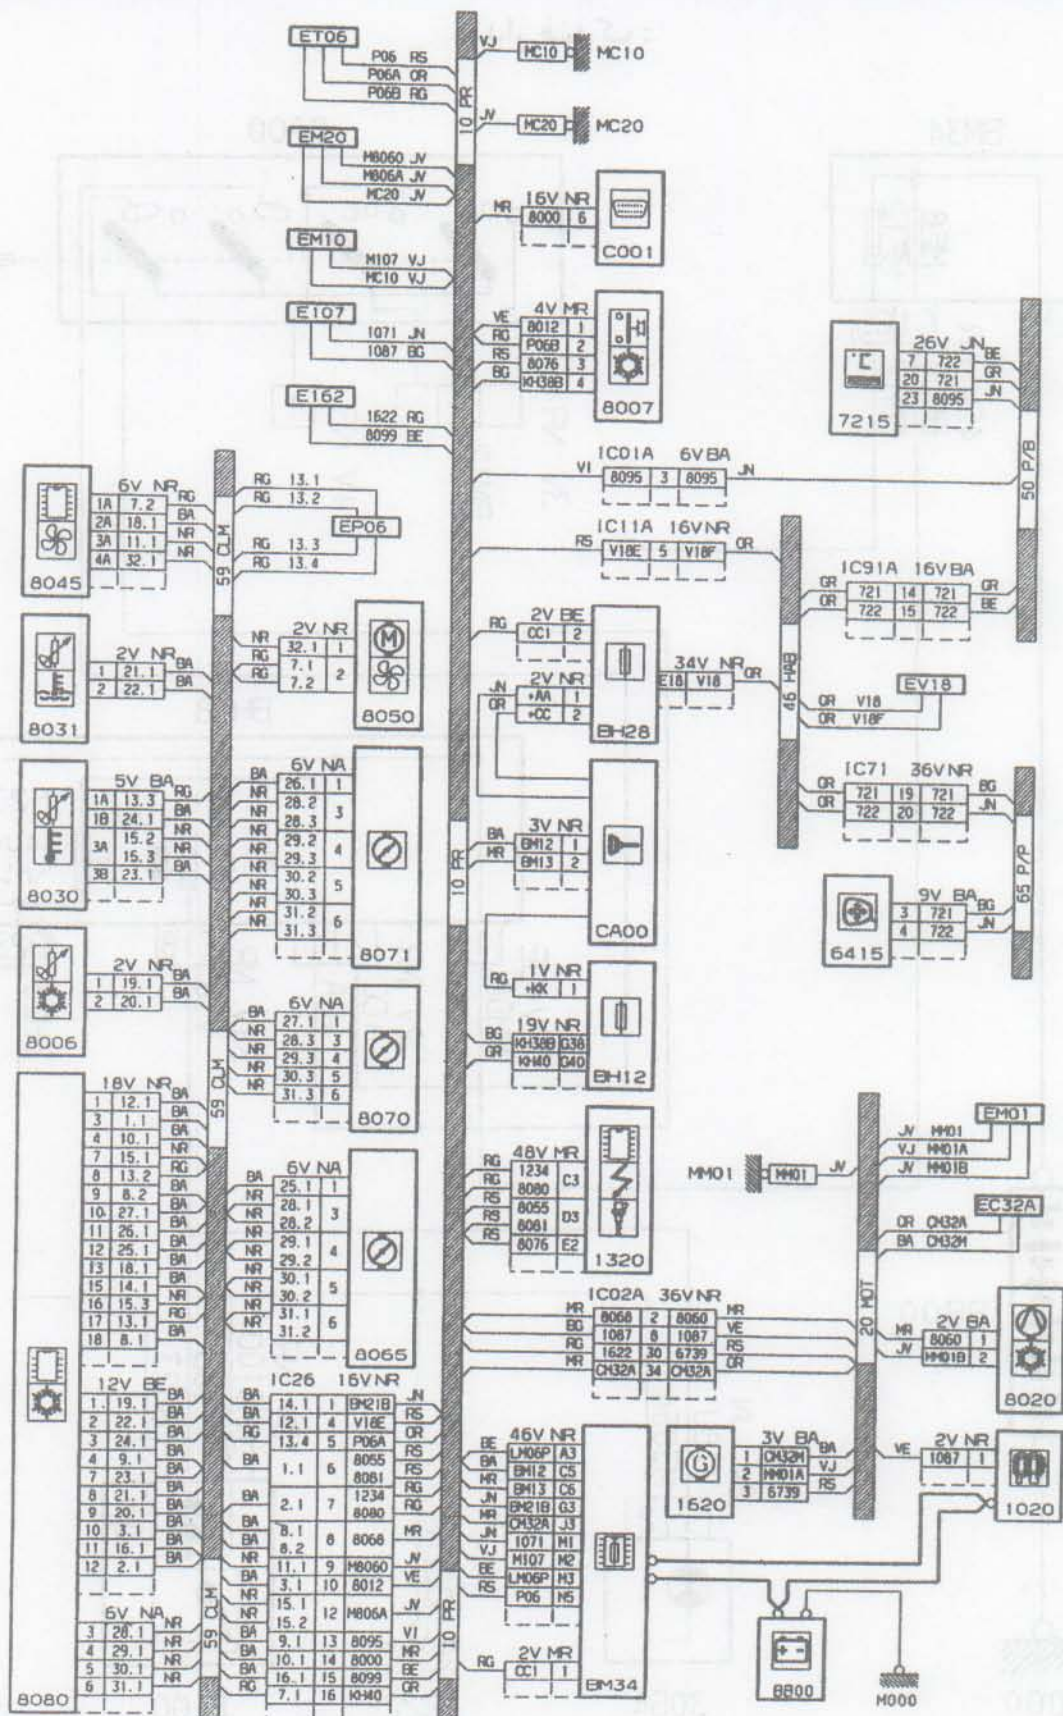 ET06
P06 RS
P06A OR
P06B RG
VJ MC10 MC10
JV MC20 MC20
10 PR
EM20
M8060 JV
M806A JV
MC20 JV
EM10
M107 VJ
MC10 VJ
E107
1071 JN
1087 BG
E162
1622 RG
8099 BE
16V NR
MR 8000 6
C001
4V MR
VE 8012 1
RG P06B 2
RS 8076 3
BG KH38B 4
8007
26V JN
7 722 BE
20 721 GR
23 8095 JN
7215
50 P/B
1C01A 6VBA
VI 8095 3 8095 JN
1C11A 16VNR
RS V18E 5 V18F OR
1C91A 16VBA
GR 721 14 721 GR
OR 722 15 722 BE
46 HAB
EV18
OR V18
OR V18F
1C71 36VNR
OR 721 19 721 BG
OR 722 20 722 JN
65 P/P
9V BA
3 721 BG
4 722 JN
6415
6V NR
1A 7.2 RG
2A 18.1 BA
3A 11.1 NR
4A 32.1 NR
8045
59 CLM
RG 13.1
RG 13.2
EP06
RG 13.3
RG 13.4
2V NR
1 21.1 BA
2 22.1 BA
8031
2V NR
NR 32.1 1
RG 7.1 2
RG 7.2
8050
5V BA
1A 13.3 RG
1B 24.1 BA
3A 15.2 NR
15.3 NR
3B 23.1 BA
8030
6V NA
BA 26.1 1
NR 28.2 3
NR 28.3
NR 29.2 4
NR 29.3
NR 30.2 5
NR 30.3
NR 31.2 6
NR 31.3
8071
2V NR
1 19.1 BA
2 20.1 BA
8006
6V NA
BA 27.1 1
NR 28.3 3
NR 29.3 4
NR 30.3 5
NR 31.3 6
8070
59 CLM
2V BE
RG CC1 2
2V NR
JN +AA 1
GR +CC 2
BH28
34V NR
E18 V18 OR
3V NR
BA BM12 1
MR BM13 2
CA00
10 PR
1V NR
RG +KK 1
19V NR
BG KH38B G38
GR KH40 G40
BH12
48V MR
RG 1234 C3
RG 8080
RS 8055 D3
RS 8081
RS 8076 E2
1320
18V NR
1 12.1 BA
3 1.1 BA
4 10.1 BA
7 15.1 NR
8 13.2 RG
9 8.2 BA
10 27.1 BA
11 26.1 BA
12 25.1 BA
13 18.1 BA
15 14.1 BA
16 15.3 NR
17 13.1 RG
18 8.1 BA
12V BE
1 19.1 BA
2 22.1 BA
3 24.1 BA
4 9.1 BA
7 23.1 BA
8 21.1 BA
9 20.1 BA
10 3.1 BA
11 16.1 BA
12 2.1 BA
6V NA
3 28.1 NR
4 29.1 NR
5 30.1 NR
6 31.1 NR
8080
59 CLM
6V NA
BA 25.1 1
NR 28.1 3
NR 28.2
NR 29.1 4
NR 29.2
NR 30.1 5
NR 30.2
NR 31.1 6
NR 31.2
8065
1C26 16VNR
BA 14.1 1 BM21B JN
BA 12.1 4 V18E RS
RG 13.4 5 P06A OR
BA 1.1 6 8055 RS
8081 RS
2.1 7 1234 RG
8080 RG
BA 8.1 8 8068 MR
BA 8.2
NR 11.1 9 M8060 JV
BA 3.1 10 8012 VE
NR 15.1 12 M806A JV
NR 15.2
BA 9.1 13 8095 VI
BA 10.1 14 8000 MR
BA 16.1 15 8099 BE
RG 7.1 16 KH40 GR
10 PR
1C02A 36VNR
MR 8068 2 8060 MR
BG 1087 8 1087 VE
RG 1622 30 6739 RS
MR CM32A 34 CM32A OR
46V NR
BE LM06P A3
BA BM12 C5
MR BM13 C6
JN BM21B G3
MR CM32A J3
JN 1071 M1
VJ M107 M2
BE LM06P M3
RS P06 N5
2V MR
RG CC1 1
BM34
MM01 MM01 JV
EM01
JV MM01
VJ MM01A
JV MM01B
EC32A
OR CM32A
BA CM32M
20 MOT
2V BA
MR 8060 1
JV MM01B 2
8020
3V BA
1 CM32M BA
2 MM01A VJ
3 6739 RS
1620
2V NR
VE 1087 1
1020
BB00
M000